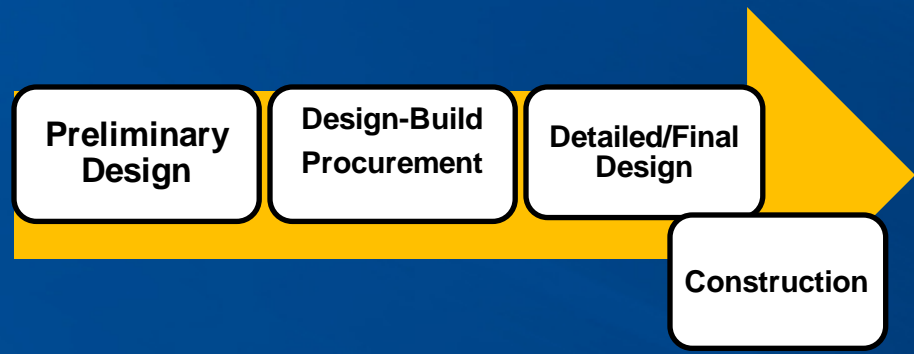 Preliminary
Design
Design-Build
Procurement
Detailed/Final
Design
Construction